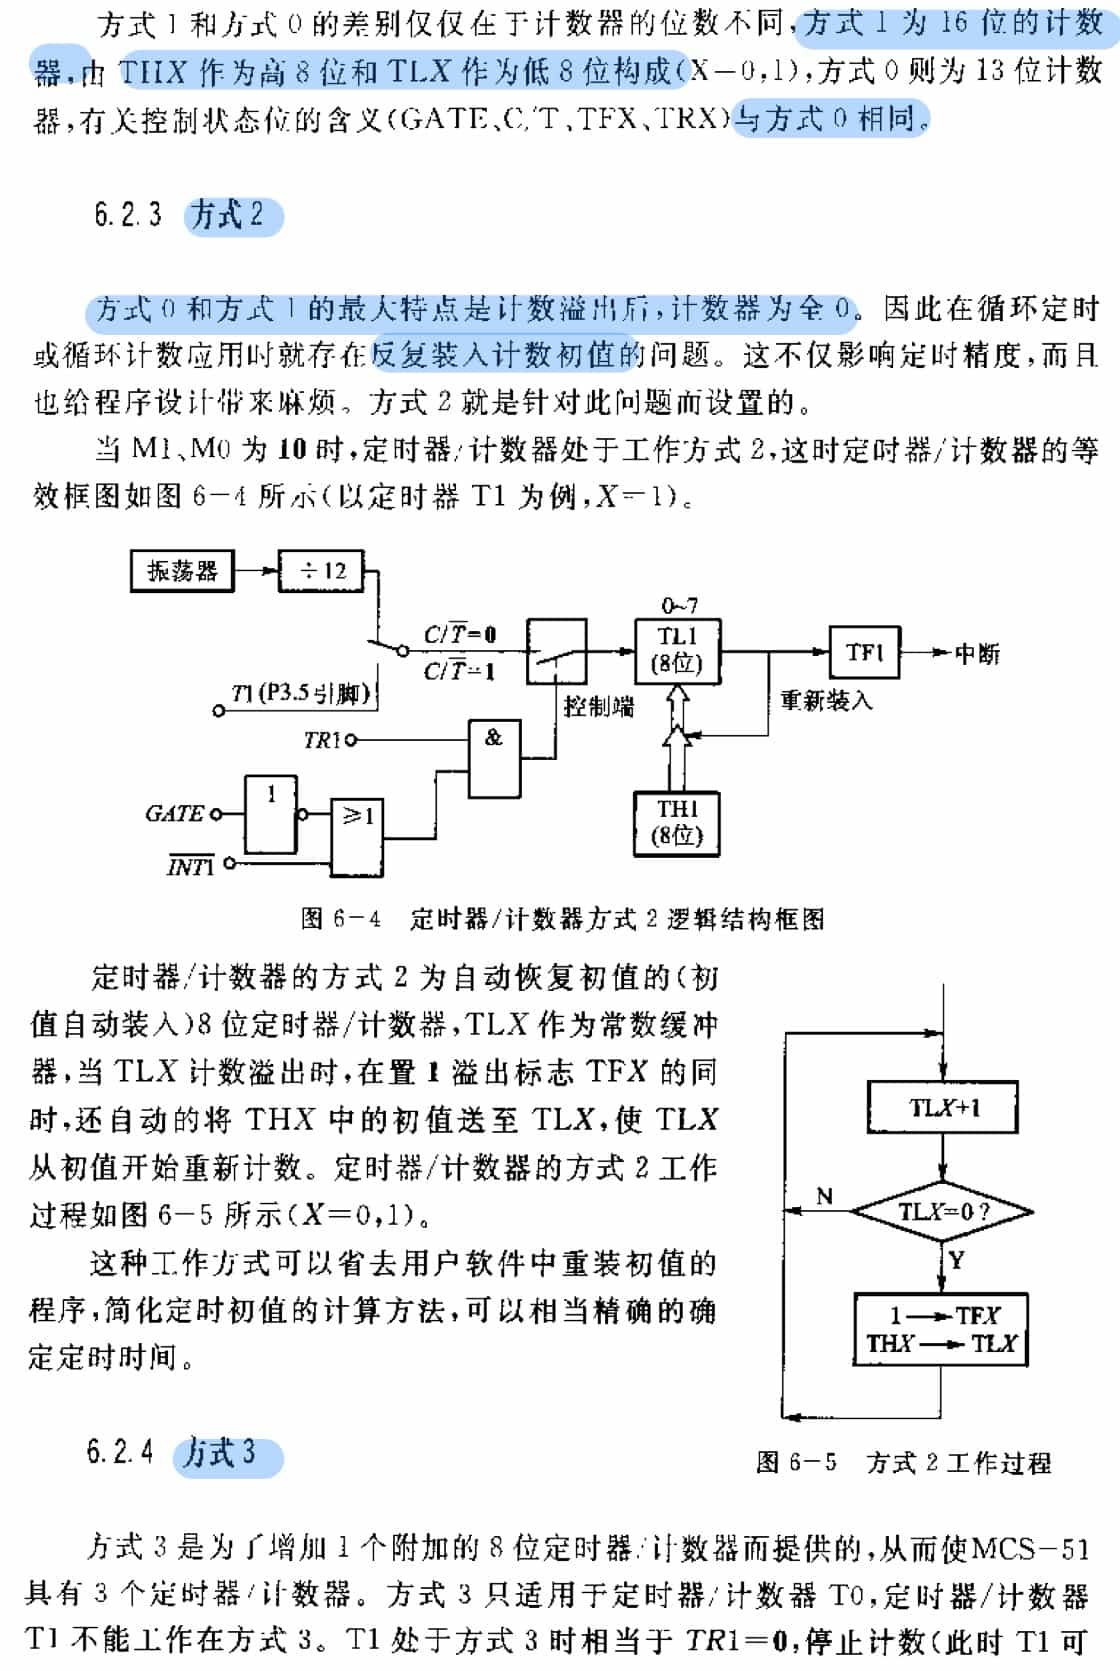 方式 1 和方式 0 的差别仅仅在于计数器的位数不同,方式 1 为 16 位的计数
器,由 THX 作为高 8 位和 TLX 作为低 8 位构成(X=0,1),方式 0 则为 13 位计数
器,有关控制状态位的含义(GATE、C/T、TFX、TRX)与方式 0 相同。
6.2.3 方式 2
方式 0 和方式 1 的最大特点是计数溢出后,计数器为全 0。因此在循环定时
或循环计数应用时就存在反复装入计数初值的问题。这不仅影响定时精度,而且
也给程序设计带来麻烦。方式 2 就是针对此问题而设置的。
当 M1、M0 为 10 时,定时器/计数器处于工作方式 2,这时定时器/计数器的等
效框图如图 6-4 所示(以定时器 T1 为例,X=1)。
振荡器
÷12
C/T̅=0
C/T̅=1
T1(P3.5引脚)
TR1
GATE
I̅N̅T̅1̅
1
≥1
&
控制端
0~7
TL1
(8位)
TF1
中断
重新装入
TH1
(8位)
图 6-4 定时器/计数器方式 2 逻辑结构框图
定时器/计数器的方式 2 为自动恢复初值的(初
值自动装入)8 位定时器/计数器,TLX 作为常数缓冲
器,当 TLX 计数溢出时,在置 1 溢出标志 TFX 的同
时,还自动的将 THX 中的初值送至 TLX,使 TLX
从初值开始重新计数。定时器/计数器的方式 2 工作
过程如图 6-5 所示(X=0,1)。
这种工作方式可以省去用户软件中重装初值的
程序,简化定时初值的计算方法,可以相当精确的确
定定时时间。
TLX+1
N
TLX=0?
Y
1→TFX
THX→TLX
图 6-5 方式 2 工作过程
6.2.4 方式 3
方式 3 是为了增加 1 个附加的 8 位定时器/计数器而提供的,从而使MCS-51
具有 3 个定时器/计数器。方式 3 只适用于定时器/计数器 T0,定时器/计数器
T1 不能工作在方式 3。T1 处于方式 3 时相当于 TR1=0,停止计数(此时 T1 可